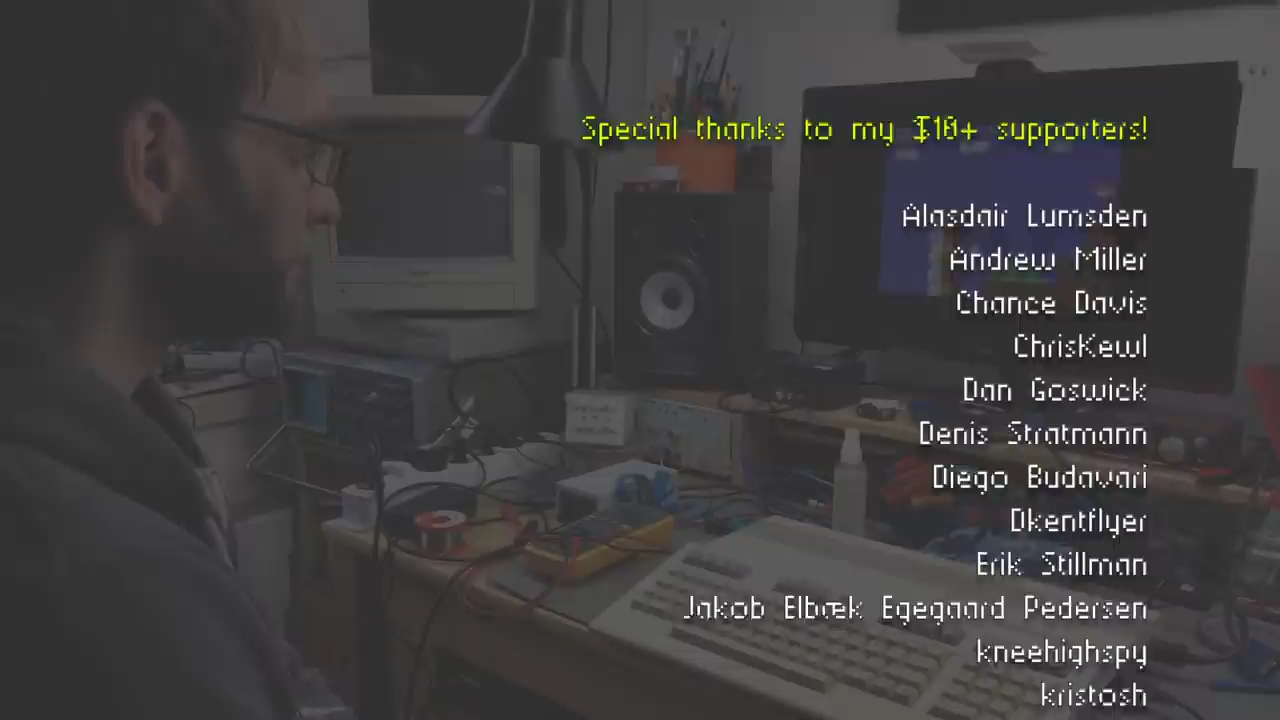 Special thanks to my $10+ supporters!
Alasdair Lumsden
Andrew Miller
Chance Davis
ChrisKewl
Dan Goswick
Denis Stratmann
Diego Budavari
Dkentflyer
Erik Stillman
Jakob Elbæk Egegaard Pedersen
kneehighspy
kristosh